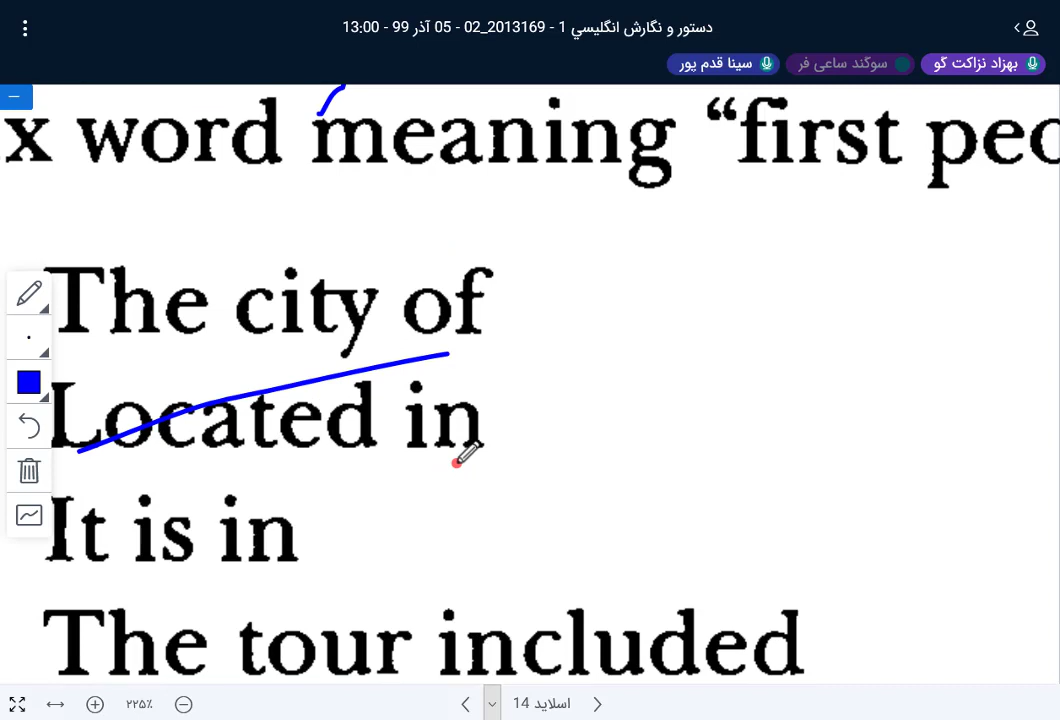 دستور و نگارش انگليسي 1 - 2013169_02 - 05 آذر 99 - 13:00
بهزاد نزاکت گو
سوگند ساعی فر
سینا قدم پور
x word meaning “first peo
The city of
Located in
It is in
The tour included
۲۲۵٪
اسلاید 14